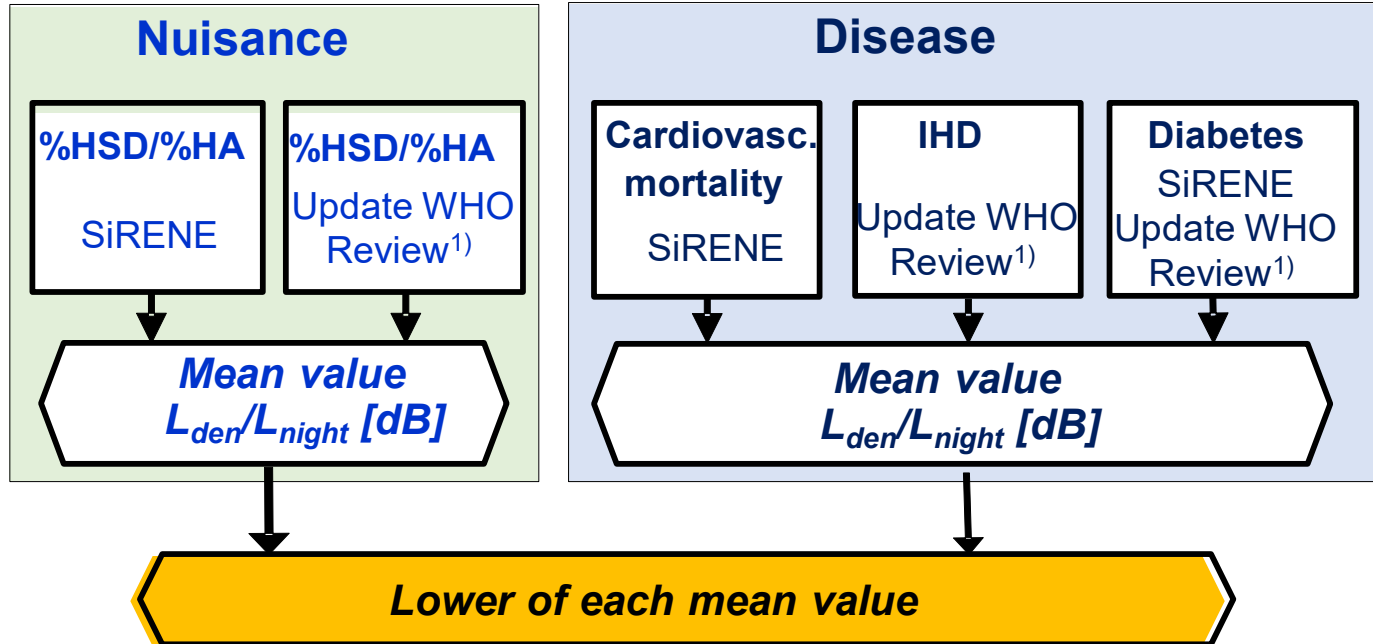 Nuisance
%HSD/%HA
SiRENE
%HSD/%HA
Update WHO
Review1)
Mean value
Lden/Lnight [dB]
Disease
Cardiovasc.
mortality
SiRENE
IHD
Update WHO
Review1)
Diabetes
SiRENE
Update WHO
Review1)
Mean value
Lden/Lnight [dB]
Lower of each mean value